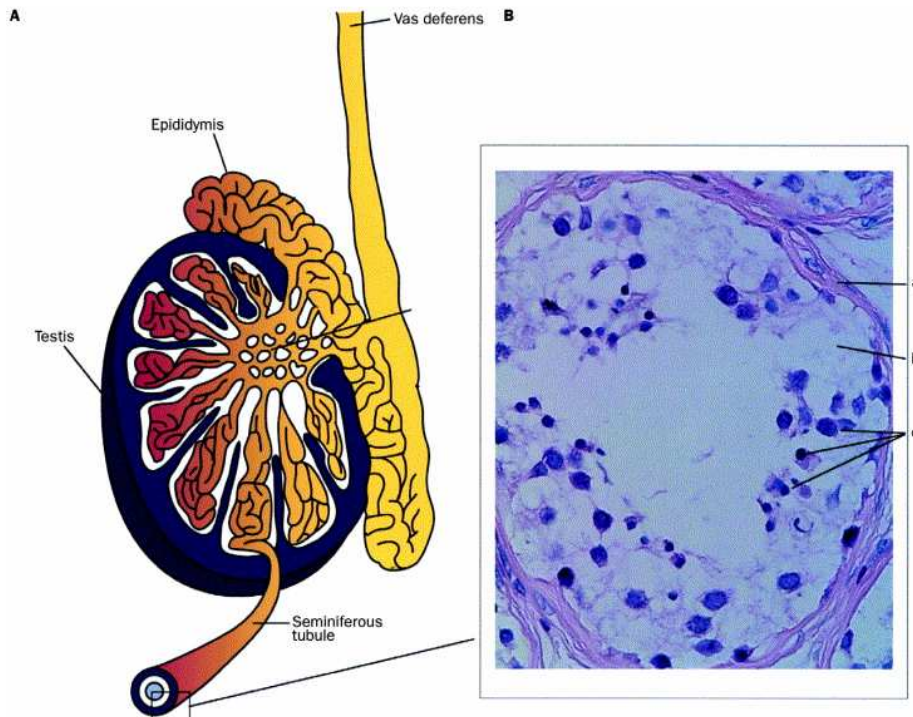 A
Vas deferens
B
Epididymis
a
Testis
Seminiferous
tubule